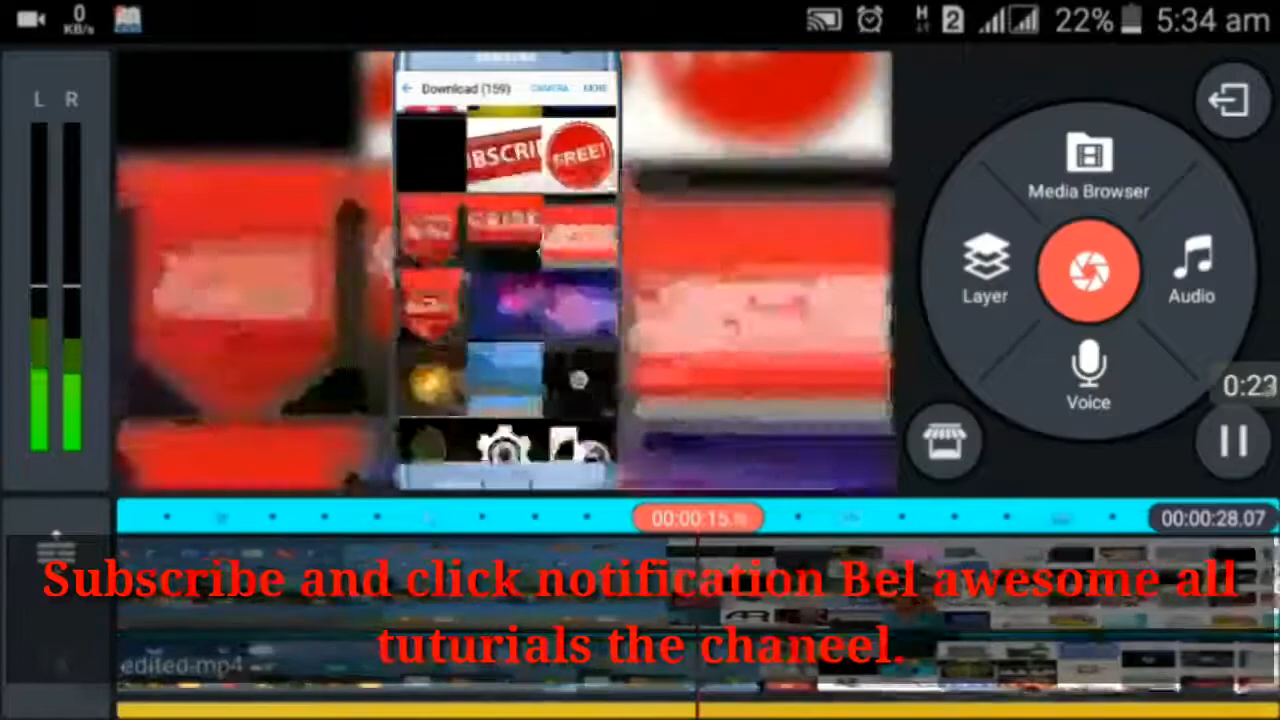 0
KB/s
2
22%
5:34 am
L R
Download (159)
CAMERA
MORE
FREE!
Media Browser
Layer
Audio
Voice
0:23
00:00:15
00:00:28.07
Subscribe and click notification Bel awesome all
tuturials the chaneel.
edited-mp4